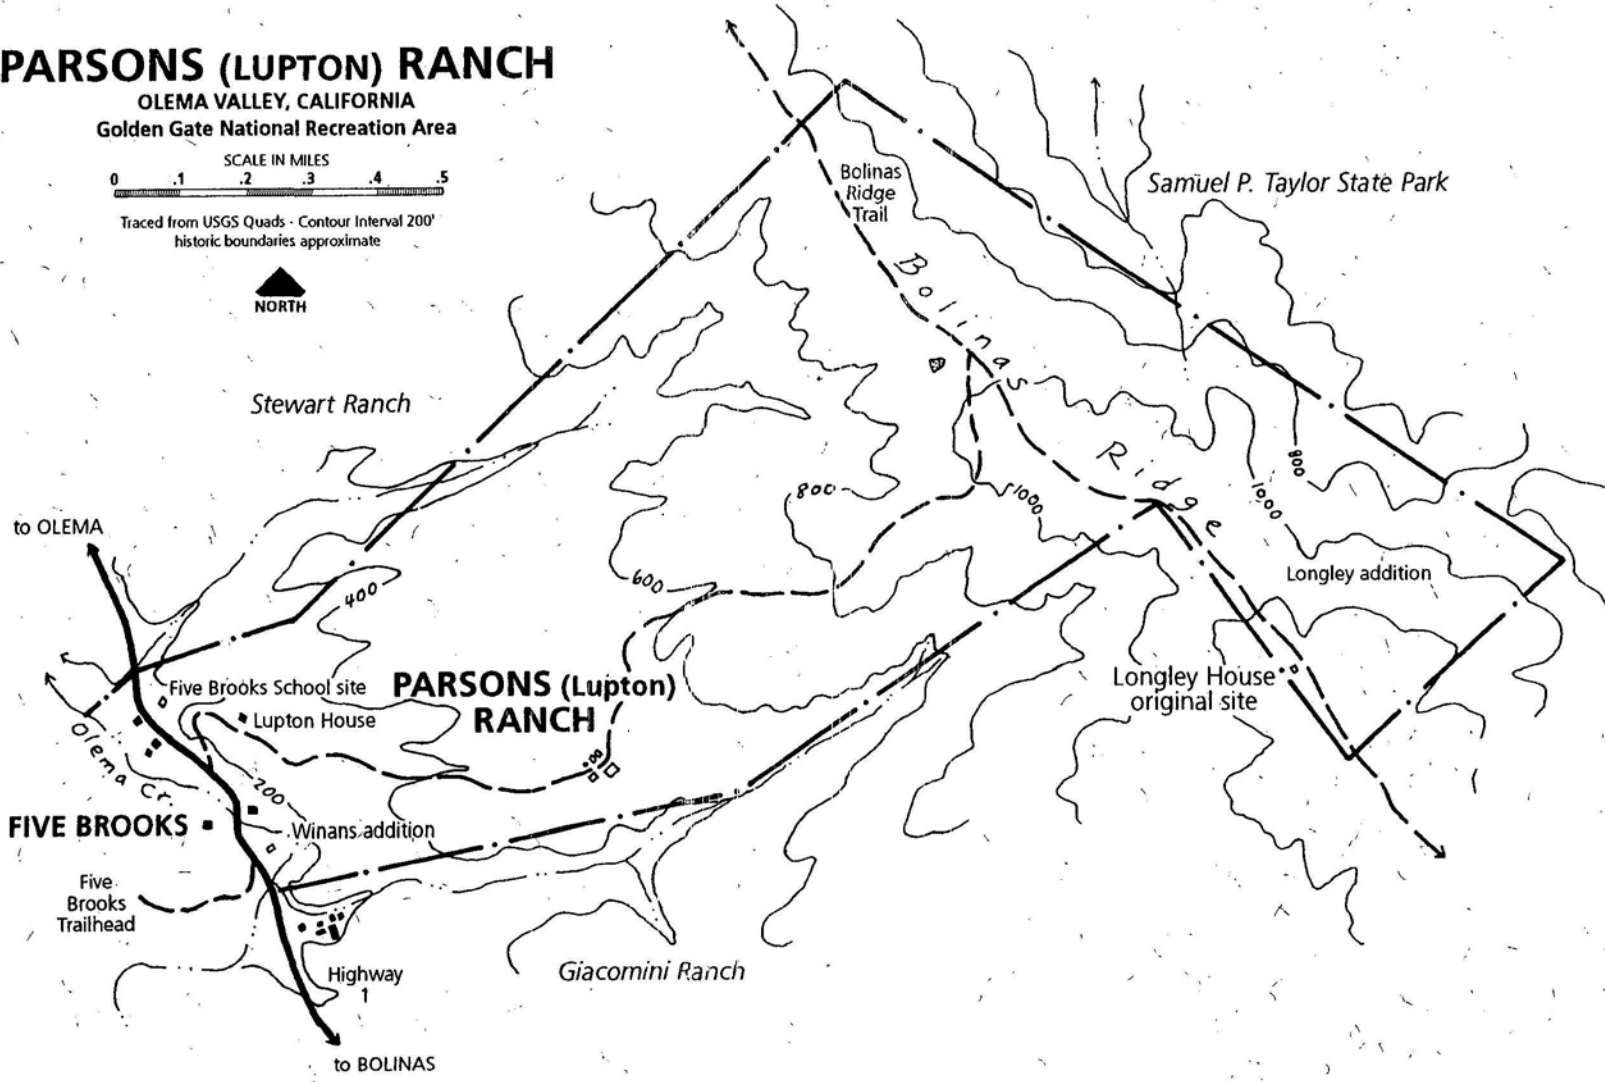 PARSONS (LUPTON) RANCH
OLEMA VALLEY, CALIFORNIA
Golden Gate National Recreation Area
SCALE IN MILES
0 .1 .2 .3 .4 .5
Traced from USGS Quads - Contour Interval 200'
historic boundaries approximate
NORTH
Bolinas
Ridge
Trail
Samuel P. Taylor State Park
Bolinas
Ridge
Stewart Ranch
800
1000
800
1000
to OLEMA
600
400
Longley addition
Five Brooks School site
Lupton House
PARSONS (Lupton)
RANCH
Longley House
original site
Olema Cr.
200
FIVE BROOKS
Winans addition
Five
Brooks
Trailhead
Highway
1
Giacomini Ranch
to BOLINAS